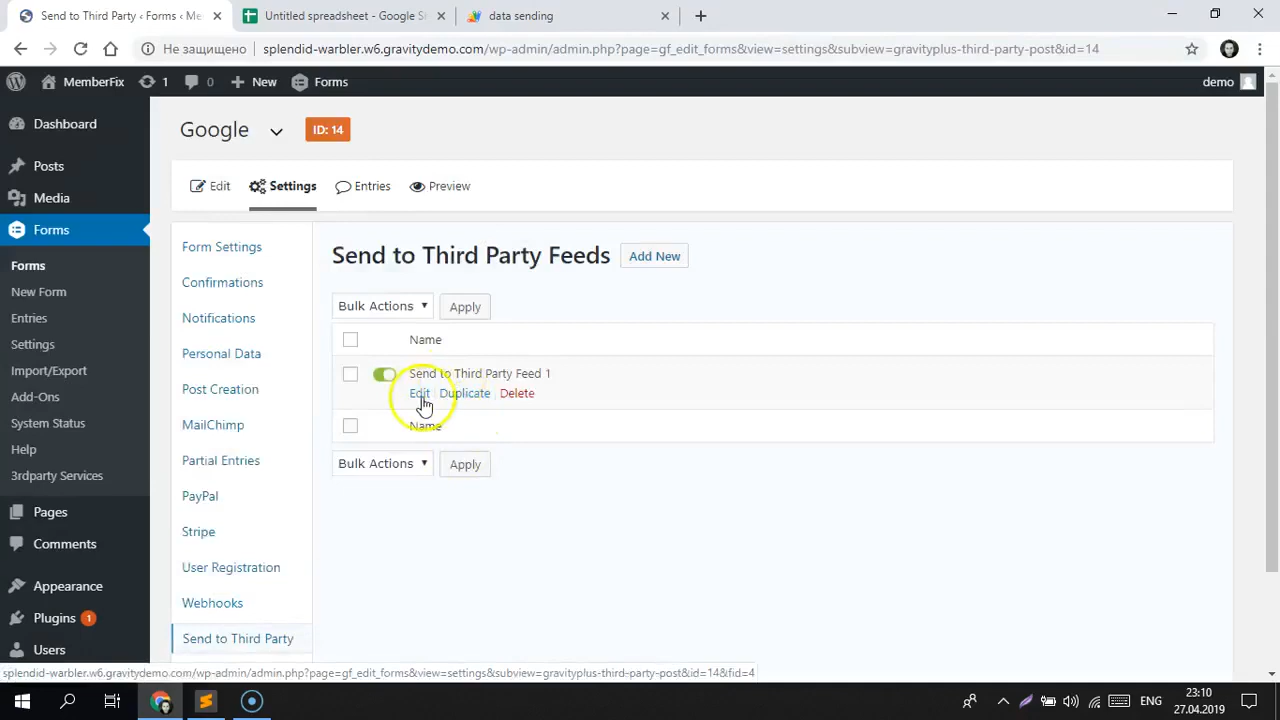 Send to Third Party ‹ Forms ‹ Me
Untitled spreadsheet - Google S
data sending
Не защищено
splendid-warbler.w6.gravitydemo.com/wp-admin/admin.php?page=gf_edit_forms&view=settings&subview=gravityplus-third-party-post&id=14
MemberFix
1
0
New
Forms
demo
Dashboard
Posts
Media
Forms
Forms
New Form
Entries
Settings
Import/Export
Add-Ons
System Status
Help
3rdparty Services
Pages
Comments
Appearance
Plugins 1
Users
Google
ID: 14
Edit
Settings
Entries
Preview
Form Settings
Confirmations
Notifications
Personal Data
Post Creation
MailChimp
Partial Entries
PayPal
Stripe
User Registration
Webhooks
Send to Third Party
Send to Third Party Feeds
Add New
Bulk Actions
Apply
Name
Send to Third Party Feed 1
Edit | Duplicate | Delete
Name
Bulk Actions
Apply
splendid-warbler.w6.gravitydemo.com/wp-admin/admin.php?page=gf_edit_forms&view=settings&subview=gravityplus-third-party-post&id=14&fid=4
ENG
23:10
27.04.2019